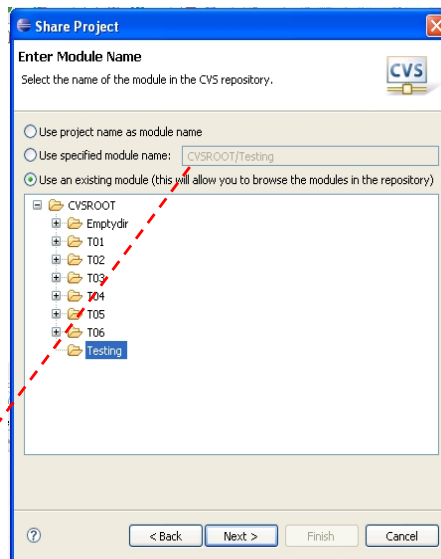 Share Project
Enter Module Name
Select the name of the module in the CVS repository.
CVS
Use project name as module name
Use specified module name: CVSROOT/Testing
Use an existing module (this will allow you to browse the modules in the repository)
CVSROOT
Emptydir
T01
T02
T03
T04
T05
T06
Testing
< Back Next > Finish Cancel